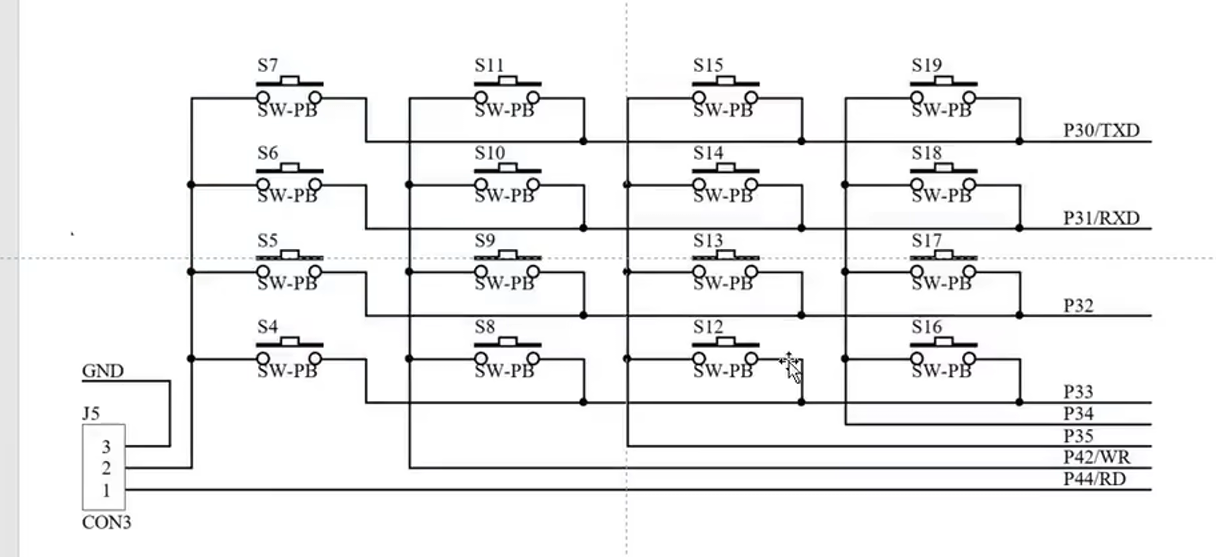 S7 S11 S15 S19
SW-PB SW-PB SW-PB SW-PB
P30/TXD
S6 S10 S14 S18
SW-PB SW-PB SW-PB SW-PB
P31/RXD
S5 S9 S13 S17
SW-PB SW-PB SW-PB SW-PB
P32
S4 S8 S12 S16
SW-PB SW-PB SW-PB SW-PB
GND
P33
J5
P34
P35
3
P42/WR
2
P44/RD
1
CON3